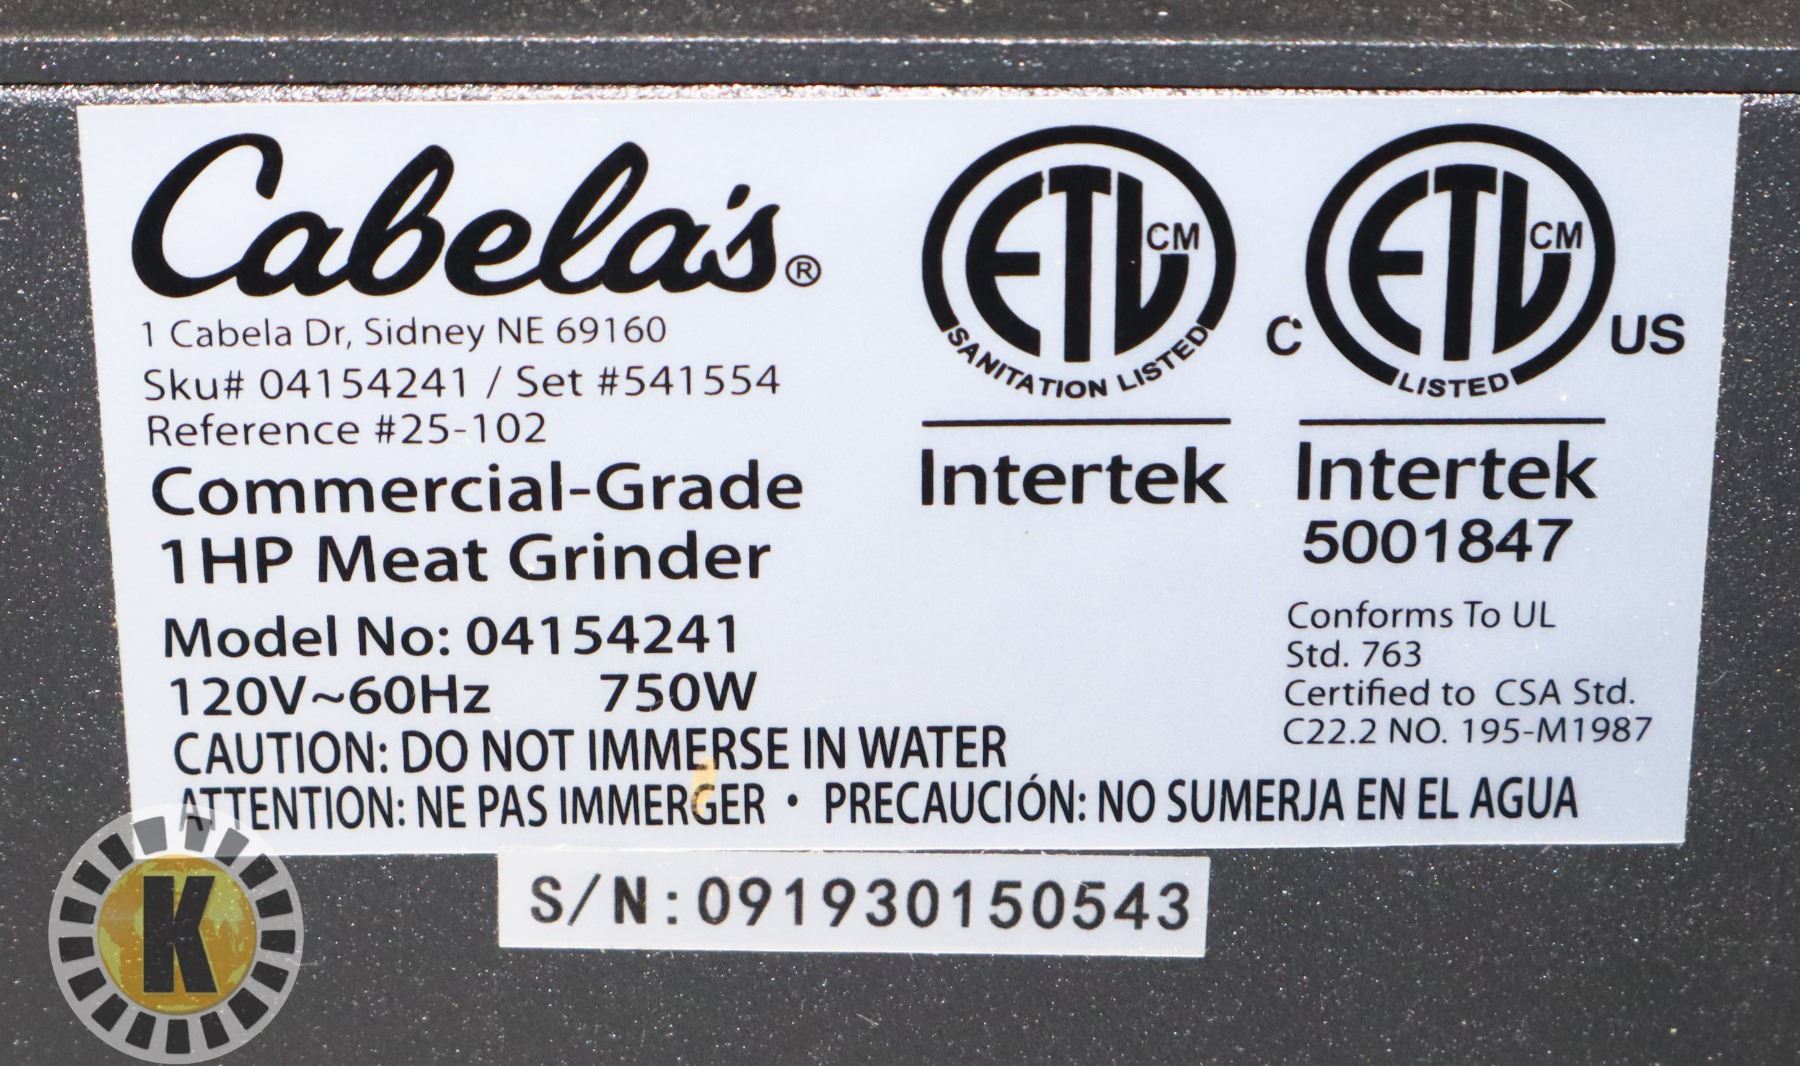 Cabela's®
1 Cabela Dr, Sidney NE 69160
Sku# 04154241 / Set #541554
Reference #25-102
Commercial-Grade
1HP Meat Grinder
Model No: 04154241
120V~60Hz 750W
CAUTION: DO NOT IMMERSE IN WATER
ATTENTION: NE PAS IMMERGER • PRECAUCIÓN: NO SUMERJA EN EL AGUA
ETL CM
SANITATION LISTED
Intertek
C ETL CM US
LISTED
Intertek
5001847
Conforms To UL
Std. 763
Certified to CSA Std.
C22.2 NO. 195-M1987
S/N:091930150543
K